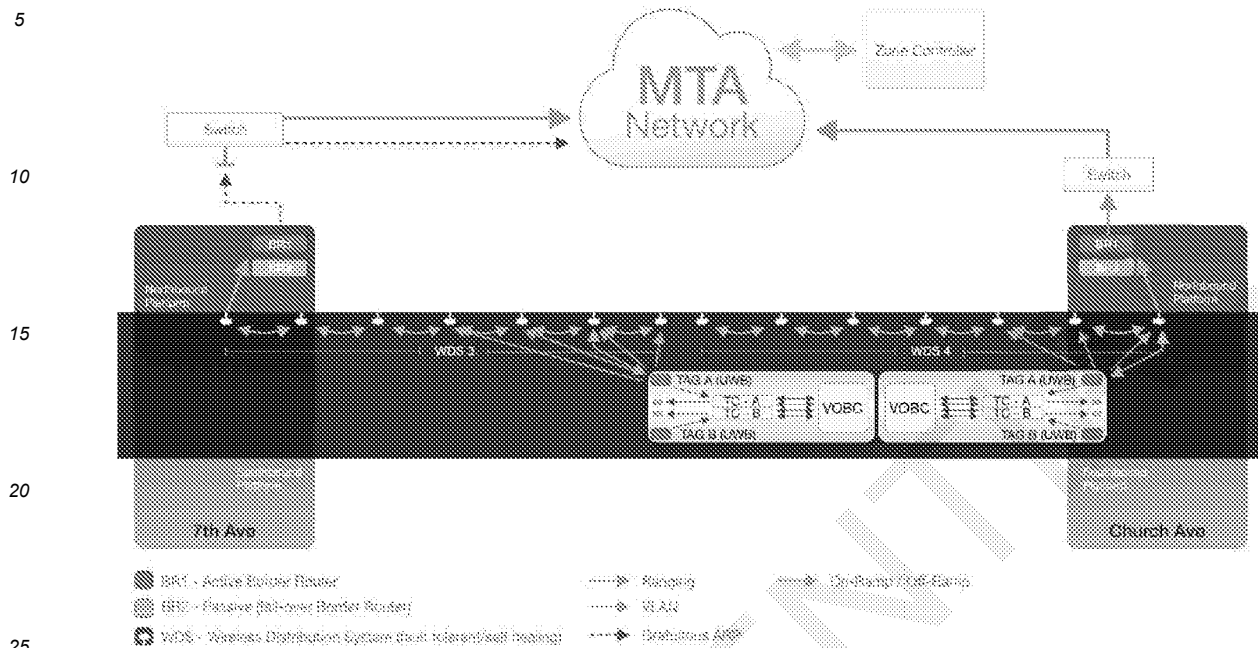 5
Zone Controller
MTA
Network
Switch
10
Switch
BR1
Northbound
Platform
Northbound
Platform
15
WDS 3
WDS 4
TAG A (UWB)
TAG A (UWB)
TC - A
VOBC
VOBC
TC - A
TC - B
TC - B
TAG B (UWB)
TAG B (UWB)
20
7th Ave
Church Ave
BR1 - Active Border Router
Ranging
On-Ramp / Off-Ramp
BR2 - Passive (fail-over Border Router)
VLAN
WDS - Wireless Distribution System (fault tolerant/self healing)
Gratuitous ARP
25